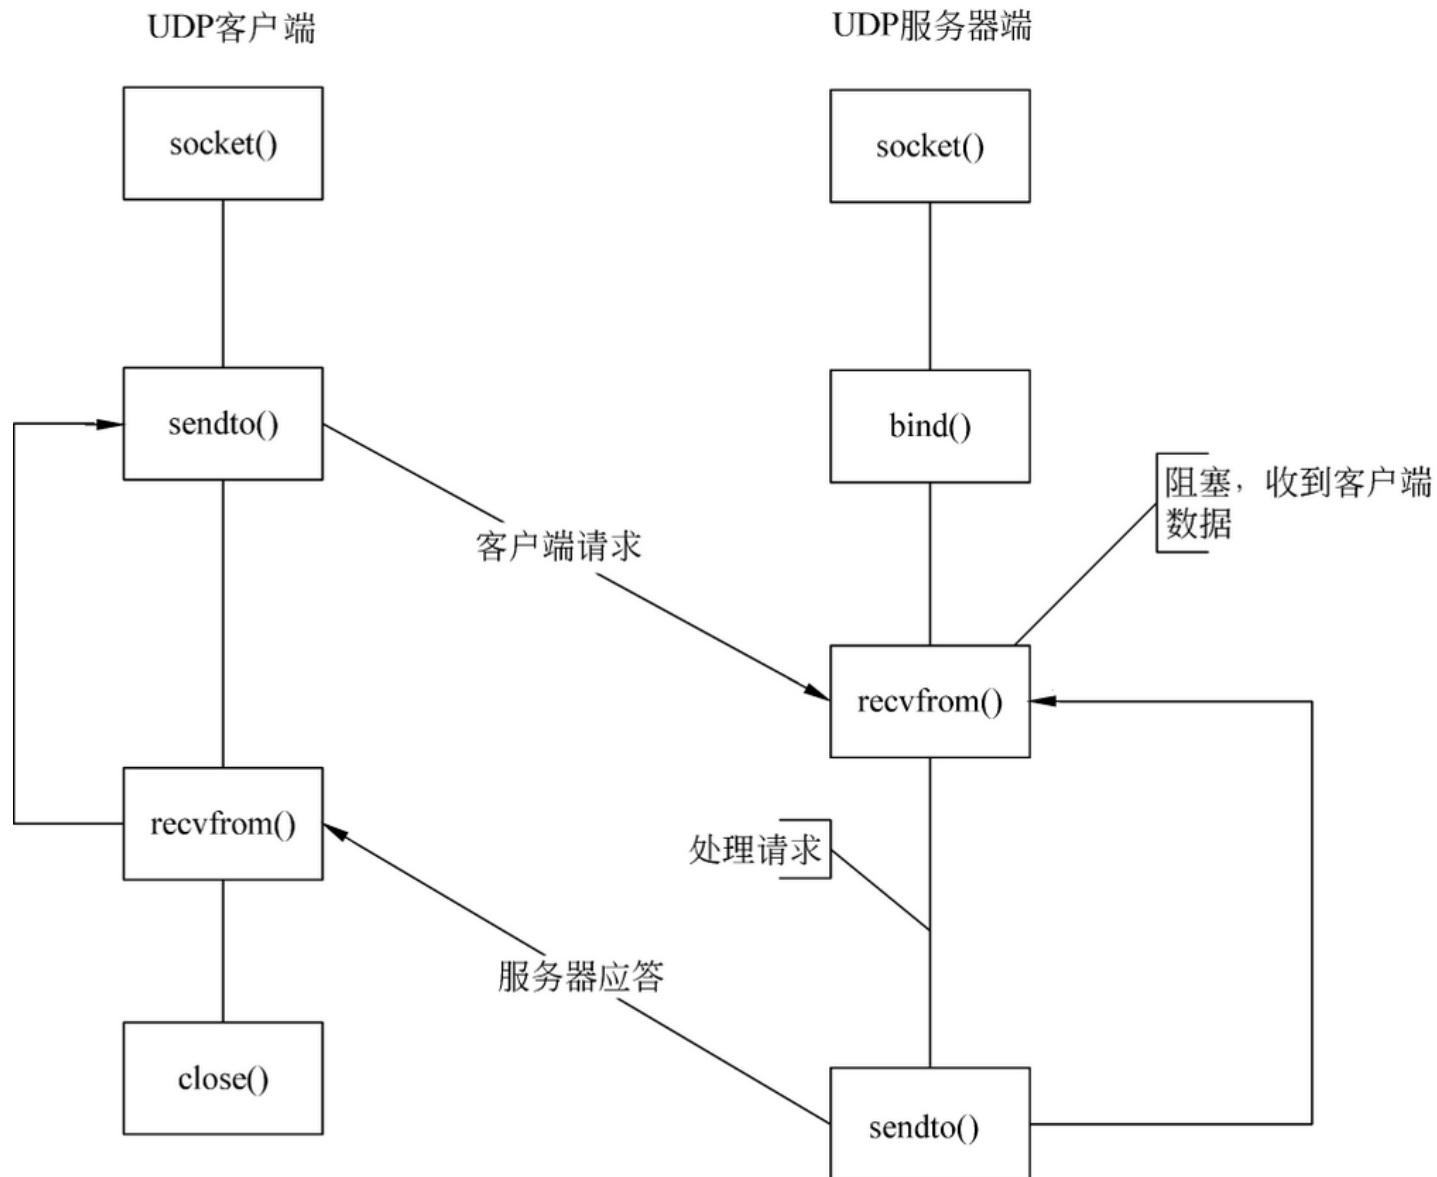 UDP客户端
UDP服务器端
socket()
socket()
sendto()
bind()
阻塞，收到客户端
数据
客户端请求
recvfrom()
recvfrom()
处理请求
服务器应答
close()
sendto()